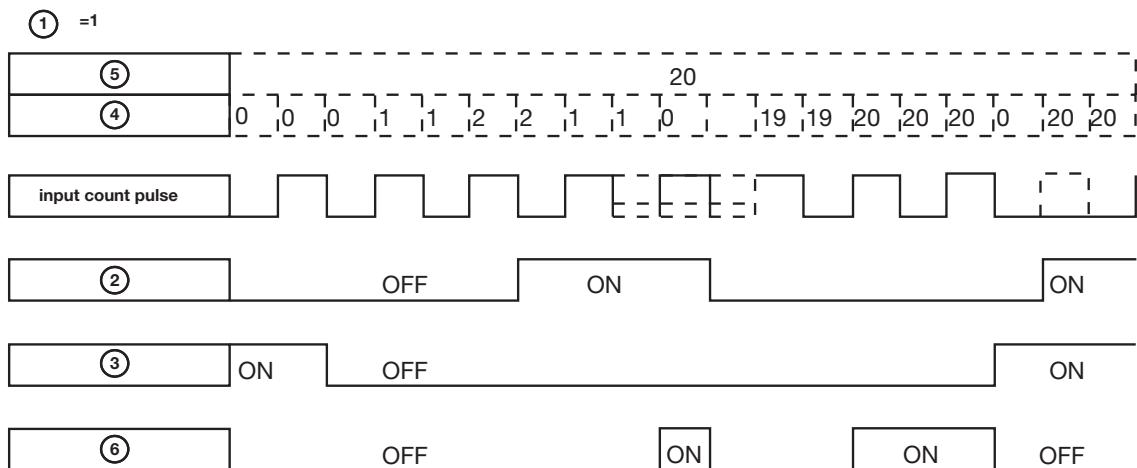 ① =1
⑤ 20
④ 0 0 0 1 1 2 2 1 1 0 19 19 20 20 20 0 20 20
input count pulse
② OFF ON ON
③ ON OFF ON
⑥ OFF ON ON OFF